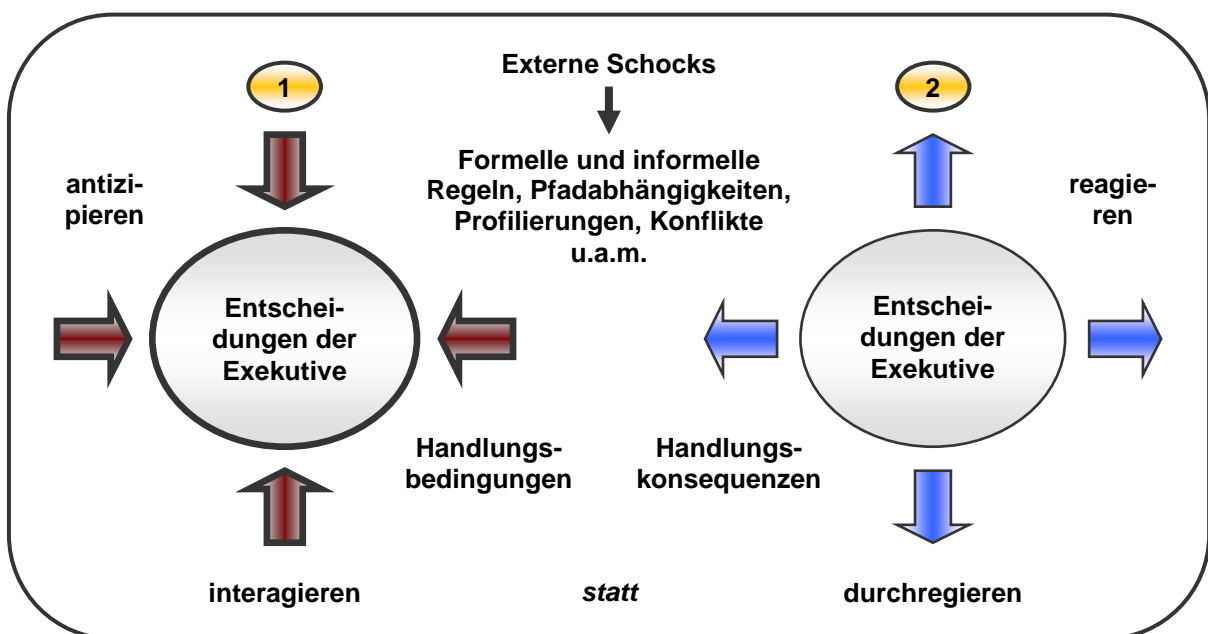 1
Externe Schocks
2
Formelle und informelle
Regeln, Pfadabhängigkeiten,
Profilierungen, Konflikte
u.a.m.
antizi-
pieren
reagie-
ren
Entschei-
dungen der
Exekutive
Entschei-
dungen der
Exekutive
Handlungs-
bedingungen
Handlungs-
konsequenzen
interagieren
statt
durchregieren